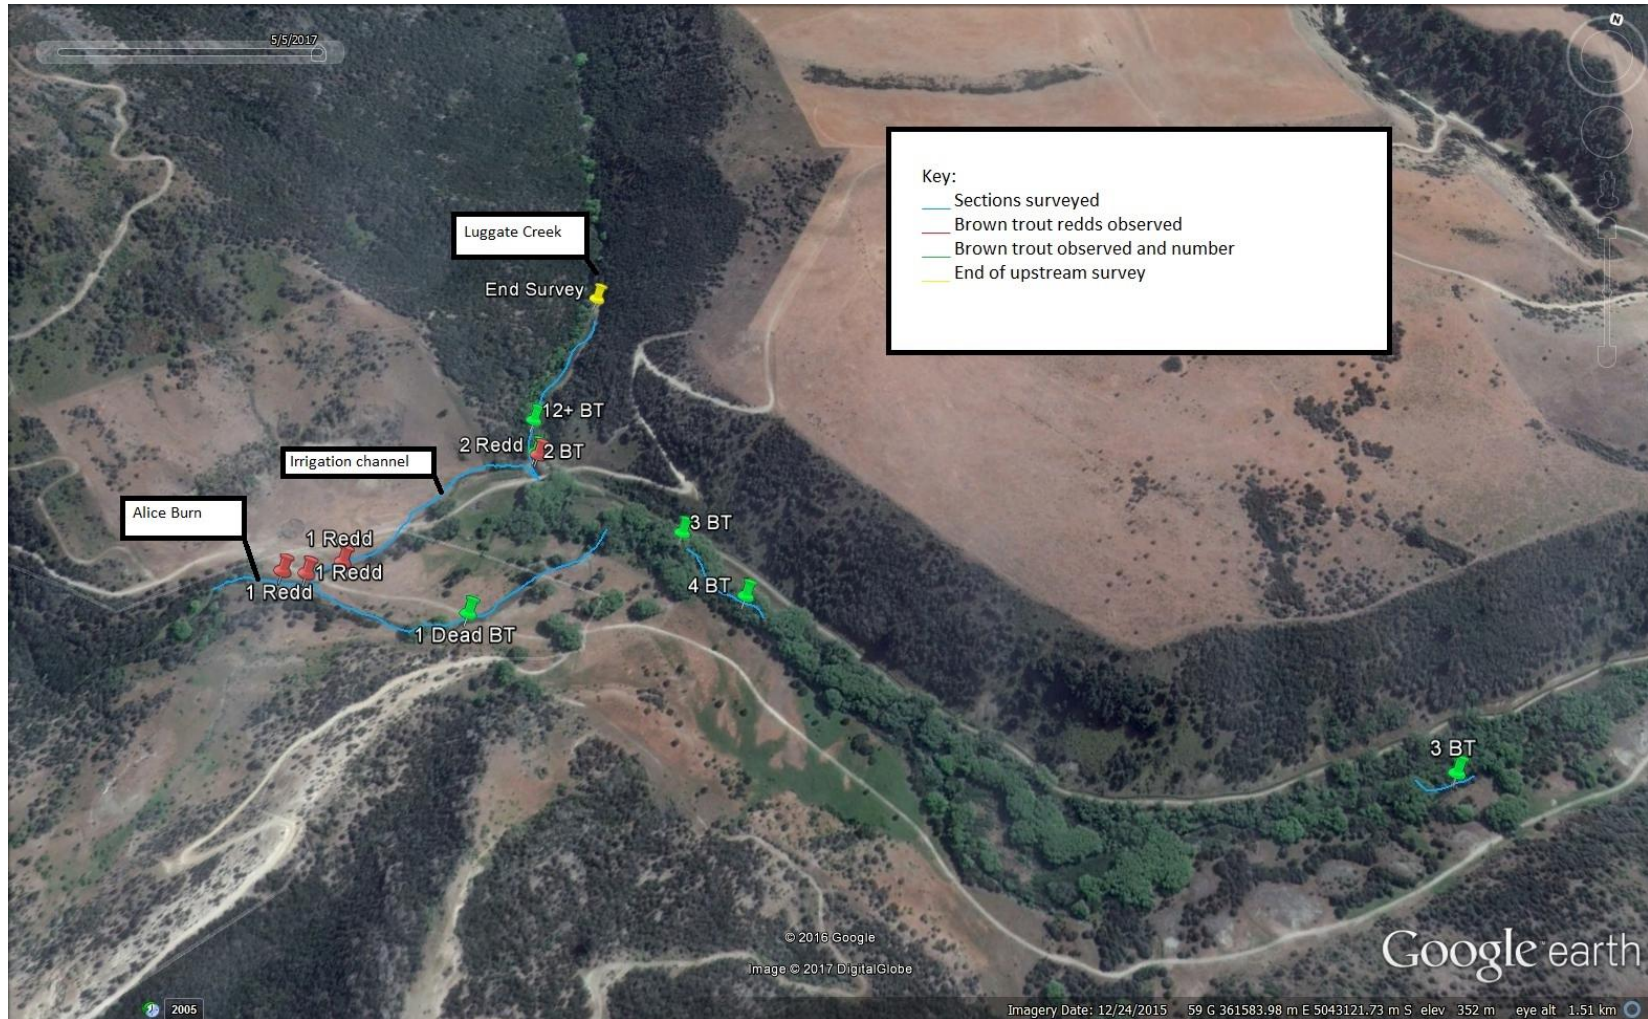 5/5/2017
N
Key:
Sections surveyed
Brown trout redds observed
Brown trout observed and number
End of upstream survey
Luggate Creek
End Survey
12+ BT
2 Redd
2 BT
Irrigation channel
Alice Burn
1 Redd
1 Redd
1 Redd
3 BT
4 BT
1 Dead BT
3 BT
© 2016 Google
Image © 2017 DigitalGlobe
Google earth
2005
Imagery Date: 12/24/2015 59 G 361583.98 m E 5043121.73 m S elev 352 m eye alt 1.51 km